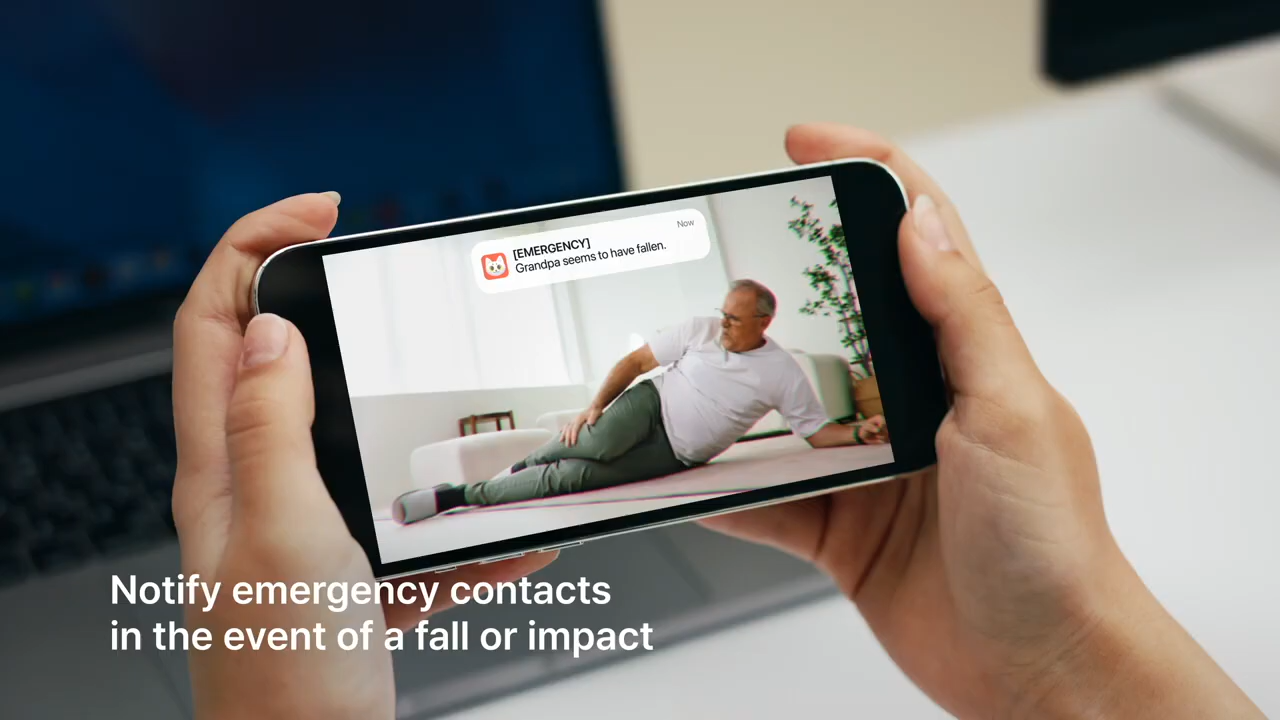 Now
[EMERGENCY]
Grandpa seems to have fallen.
Notify emergency contacts
in the event of a fall or impact